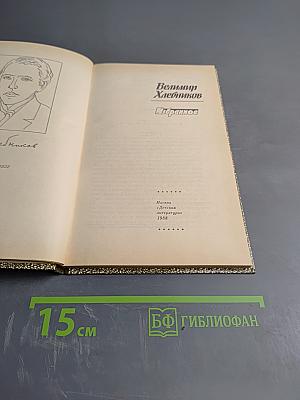 Велимир
Хлебников
Избранное
Москва
«Детская
литература»
1988
15 см
БФ БИБЛИОФАН